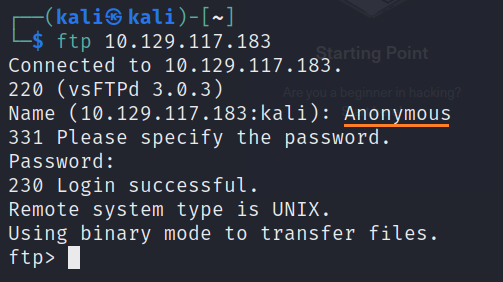 ┌──(kali㉿kali)-[~]
└─$ ftp 10.129.117.183
Starting Point
Connected to 10.129.117.183.
220 (vsFTPd 3.0.3)
Are you a beginner in hacking?
Name (10.129.117.183:kali): Anonymous
331 Please specify the password.
Password:
230 Login successful.
Remote system type is UNIX.
Using binary mode to transfer files.
ftp>